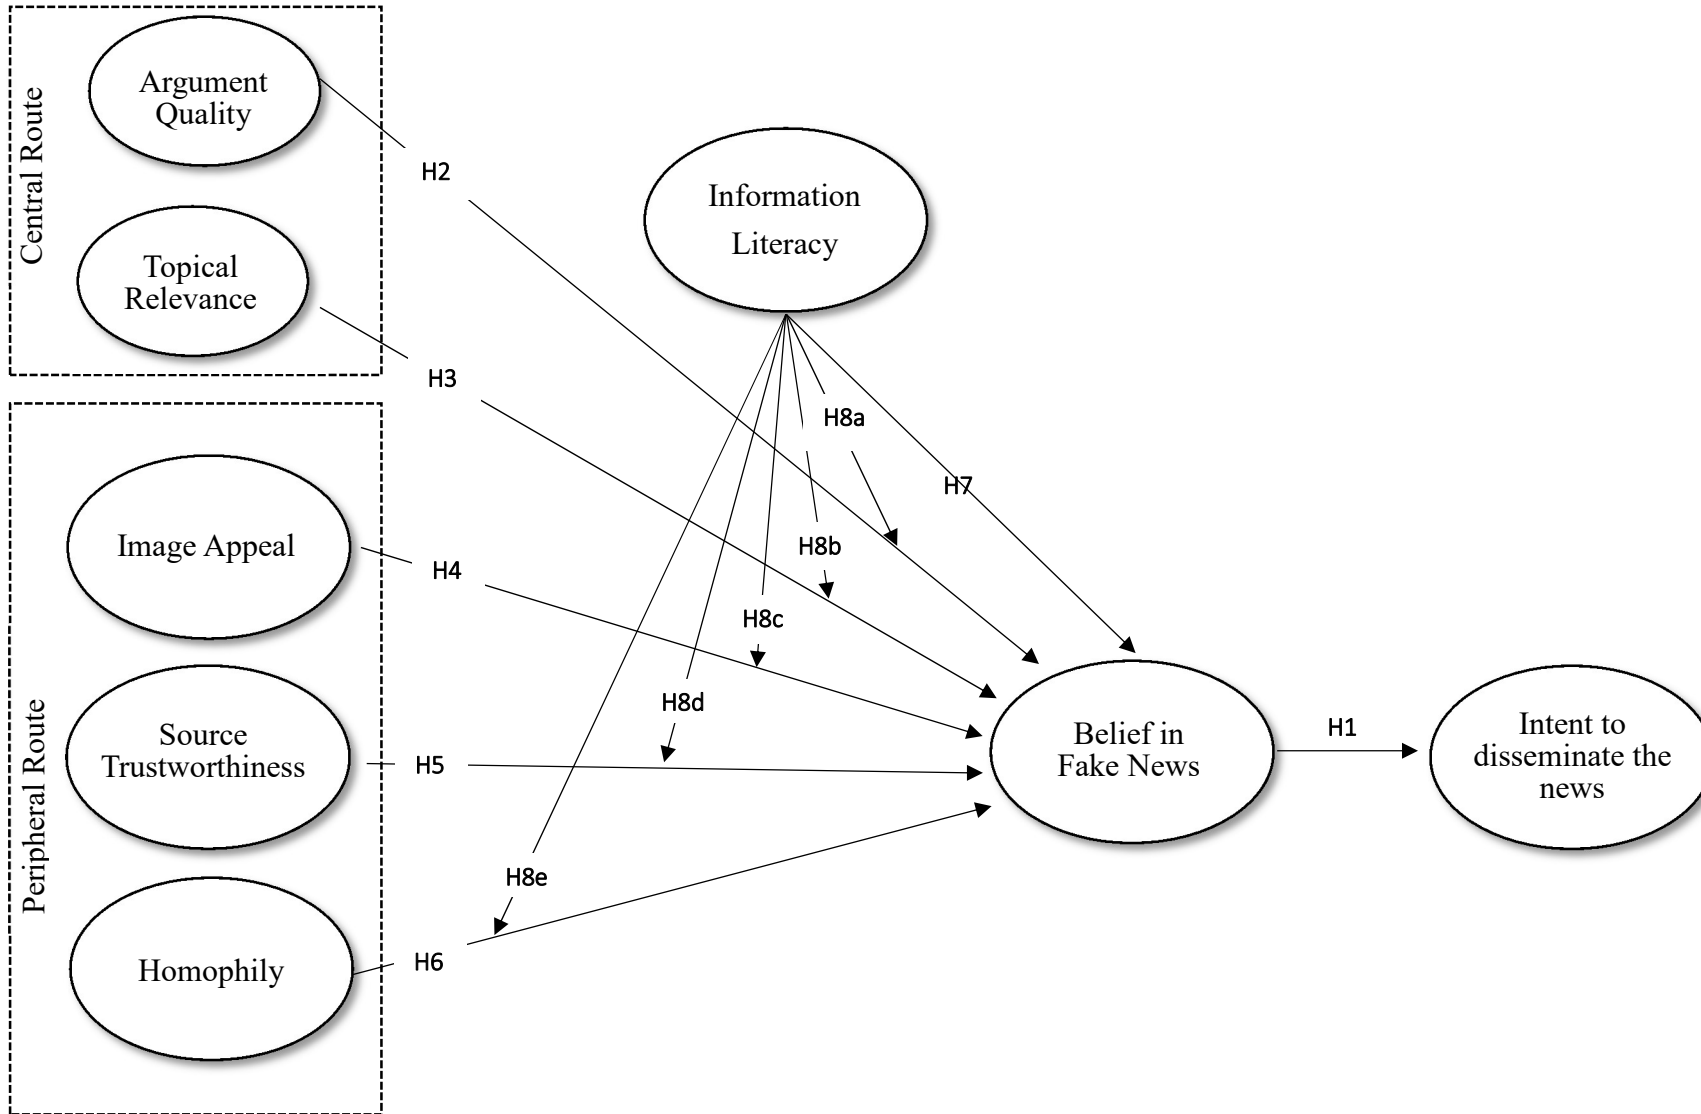 Central Route
Argument
Quality
Topical
Relevance
Peripheral Route
Image Appeal
Source
Trustworthiness
Homophily
Information
Literacy
H2
H3
H4
H5
H6
H8a
H7
H8b
H8c
H8d
H8e
Belief in
Fake News
H1
Intent to
disseminate the
news